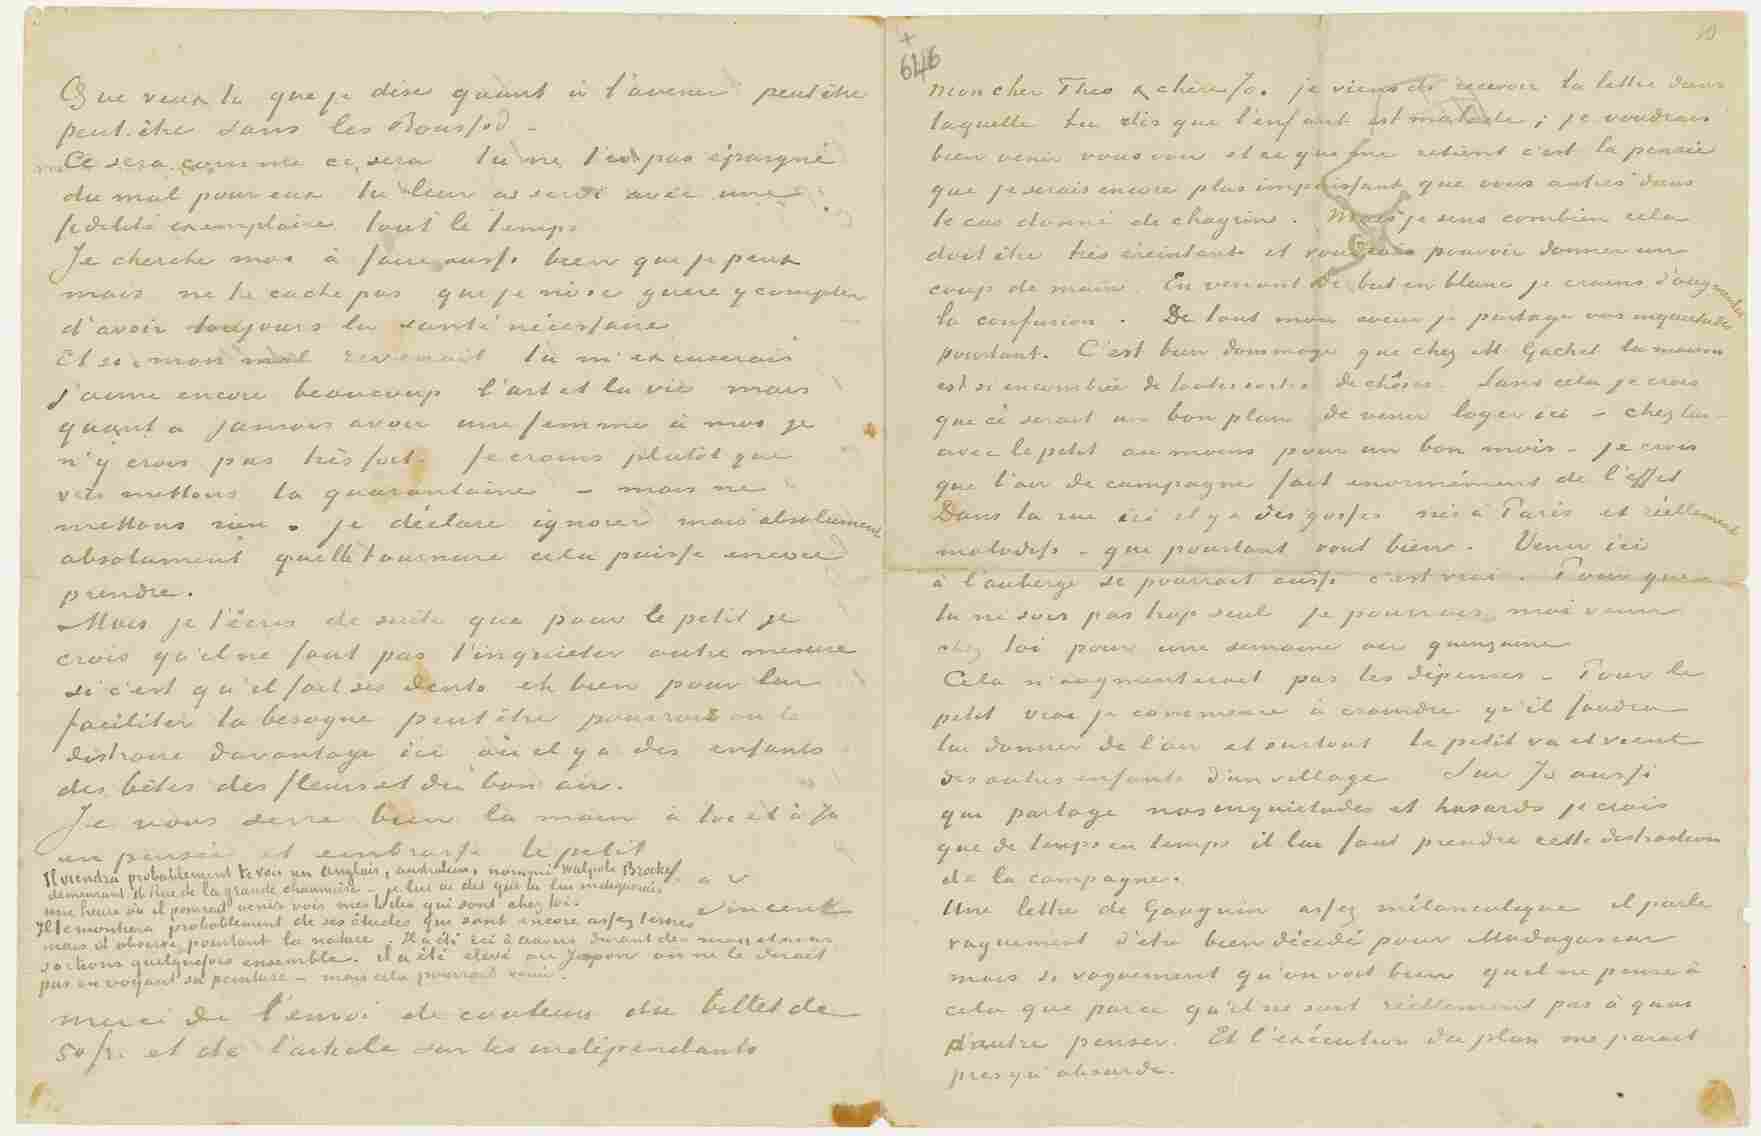 646
10
Mon cher Theo & chère Jo. je viens de recevoir ta lettre dans
laquelle tu dis que l'enfant est malade; je voudrais
bien venir vous voir et ce qui me retient c'est la pensée
que je serais encore plus impuissant que vous autres dans
le cas donné de chagrin. Mais je sens combien cela
doit être très éreintant et voudrais pouvoir donner un
coup de main. En venant de but en blanc je crains d'augmenter
la confusion. De tout mon coeur je partage vos inquietudes
pourtant. C'est bien dommage que chez M. Gachet la maison
est si encombrée de toutes sortes de choses. Sans cela je crois
que ce serait un bon plan de venir loger ici – chez lui –
avec le petit au moins pour un bon mois – je crois
que l'air de campagne fait enormément de l'effet
Dans la rue ici il y a des gosses nés à Paris et réellement
maladifs – qui pourtant vont bien. Venir ici
à l'auberge se pourrait aussi c'est vrai. Pour que
tu ne sois pas trop seul je pourrais moi venir
chez toi pour une semaine ou quinzaine
Cela n'augmenterait pas les dépenses – Pour le
petit vrai je commence à craindre qu'il faudra
lui donner de l'air et surtout le petit va et vient
des autres enfants d'un village Sur Jo aussi
qui partage nos inquiétudes et hasards je crois
que de temps en temps il lui faut prendre cette distraction
de la campagne.
Une lettre de Gauguin assez mélancolique il parle
vaguement d'etre bien décidé pour Madagascar
mais si vaguement qu'on voit bien qu'il ne pense à
cela que parce qu'il ne sait réellement pas à quoi
d'autre penser. Et l'exécution du plan me parait
presqu'absurde.
Que veux tu que je dise quant à l'avenir peut être
peut-être sans les Boussod –
Ce sera comme ce sera tu ne t'es pas épargné
du mal pour eux tu leur as servi avec une
fidélité exemplaire tout le temps
Je cherche moi à faire aussi bien que je peux
mais ne te cache pas que je n'ose guère y compter
d'avoir toujours la santé nécessaire
Et si mon mal revenait tu m'excuserais
j'aime encore beaucoup l'art et la vie mais
quant a jamais avoir une femme à moi je
n'y crois pas très fort. Je crains plutôt que
vers mettons la quarantaine – mais ne
mettons rien. je déclare ignorer mais absolument
absolument quelle tournure cela puisse encore
prendre.
Mais je t'écris de suite que pour le petit je
crois qu'il ne faut pas t'inquiéter outre mesure
si c'est qu'il fait ses dents eh bien pour lui
faciliter la besogne peut être pourrait on le
distraire davantage ici où il y a des enfants
des bêtes des fleurs et du bon air.
Je vous serre bien la main à toi et à Jo
en pensée et embrasse le petit
à v
Vincent
Il viendra probablement te voir un anglais, australien, nommé Walpole Brooke,
demeurant 16 Rue de la grande chaumière – je lui ai dit que tu lui indiquerais
une heure où il pourrait venir voir mes toiles qui sont chez toi.
Il te montrera probablement de ses études qui sont encore assez ternes
mais il observe pourtant la nature. Il a été ici à Auvers durant des mois et nous
sortions quelquefois ensemble. il a été elevé au Japon on ne le dirait
pas en voyant sa peinture – mais cela pourrait venir.
merci de l'envoi de couleurs du billet de
50 fr. et de l'article sur les indépendants